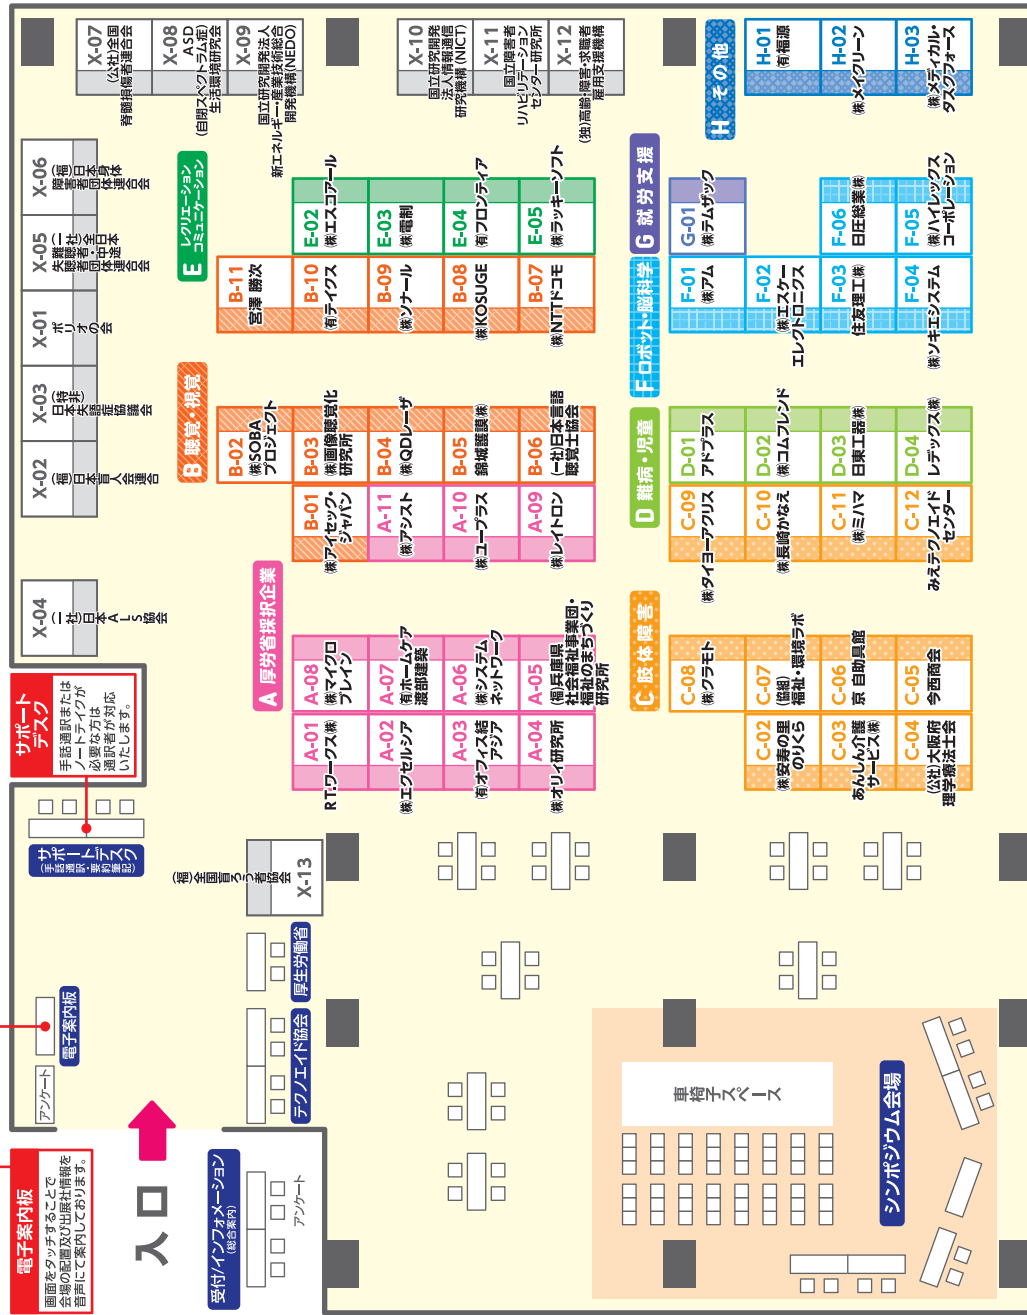 X-07
(公社)全国
脊髄損傷者連合会
X-08
ASD
(自閉スペクトラム症)
生活環境研究会
X-09
国立研究開発法人
新エネルギー・産業技術総合
開発機構(NEDO)
X-10
国立研究開発
法人情報通信
研究機構(NICT)
X-11
国立障害者
リハビリテーション
センター研究所
X-12
(独)高齢・障害・求職者
雇用支援機構
H その他
H-01
(有)福源
H-02
(株)メイクリーン
H-03
(株)メディカル・
タスクフォース
X-06
(福)日本身体
障害者団体連合会
X-05
(一社)全日本
難聴者・中途
失聴者団体連合会
X-01
ポリオの会
X-03
(特非)
日本失語症協議会
X-02
(福)日本盲人会連合
X-04
(一社)日本ALS協会
E レクリエーション
コミュニケーション
E-02
(株)エスコアール
E-03
(株)電制
E-04
(有)フロンティア
E-05
(株)ラッキーソフト
B-11
宮澤 勝次
B-10
(有)テイクス
B-09
(株)ソナール
B-08
(株)KOSUGE
B-07
(株)NTTドコモ
G 就労支援
G-01
(株)テムザック
F ロボット・脳科学
F-06
日圧総業(株)
F-05
(株)ハイレックス
コーポレーション
F-01
(株)アム
F-02
(株)エスケー
エレクトロニクス
F-03
住友理工(株)
F-04
(株)ソキエシステム
B 聴覚・視覚
B-02
(株)SOBA
プロジェクト
B-03
(株)画像聴覚化
研究所
B-04
(株)QDレーザ
B-05
錦城護謨(株)
B-06
(一社)日本言語
聴覚士協会
B-01
(株)アイセック・
ジャパン
A-11
(株)アシスト
A-10
(株)ユープラス
A-09
(株)レイトロン
D 難病・児童
D-01
アドプラス
D-02
(株)コムフレンド
D-03
日東工器(株)
D-04
レデックス(株)
C-09
(株)タイヨーアクリス
C-10
(株)長崎かなえ
C-11
(株)ミハマ
C-12
みえテクノエイド
センター
A 厚労省採択企業
A-08
(株)マイクロ
ブレイン
A-07
(有)ホームケア
渡部建築
A-06
(株)システム
ネットワーク
A-05
(福)兵庫県
社会福祉事業団・
福祉のまちづくり
研究所
A-01
RT.ワークス(株)
A-02
(株)エクセルシア
A-03
(有)オフィス結
アジア
A-04
(株)オリィ研究所
C 肢体障害
C-08
(株)クラモト
C-07
(協組)
福祉・環境ラボ
C-06
京 自助具館
C-05
今西商会
C-02
(株)安寿の里
のりくら
C-03
あんしん介護
サービス(株)
C-04
(公社)大阪府
理学療法士会
サポート
デスク
手話通訳または
ノートテイクが
必要な方は
通訳者が対応
いたします。
サポートデスク
(手話通訳・要約筆記)
(福)全国盲ろう者協会
X-13
厚生労働省
テクノエイド協会
電子案内板
アンケート
電子案内板
画面をタッチすることで
会場の配置及び出展社情報を
音声にて案内しております。
入口
受付/インフォメーション
(総合案内)
アンケート
車椅子スペース
シンポジウム会場